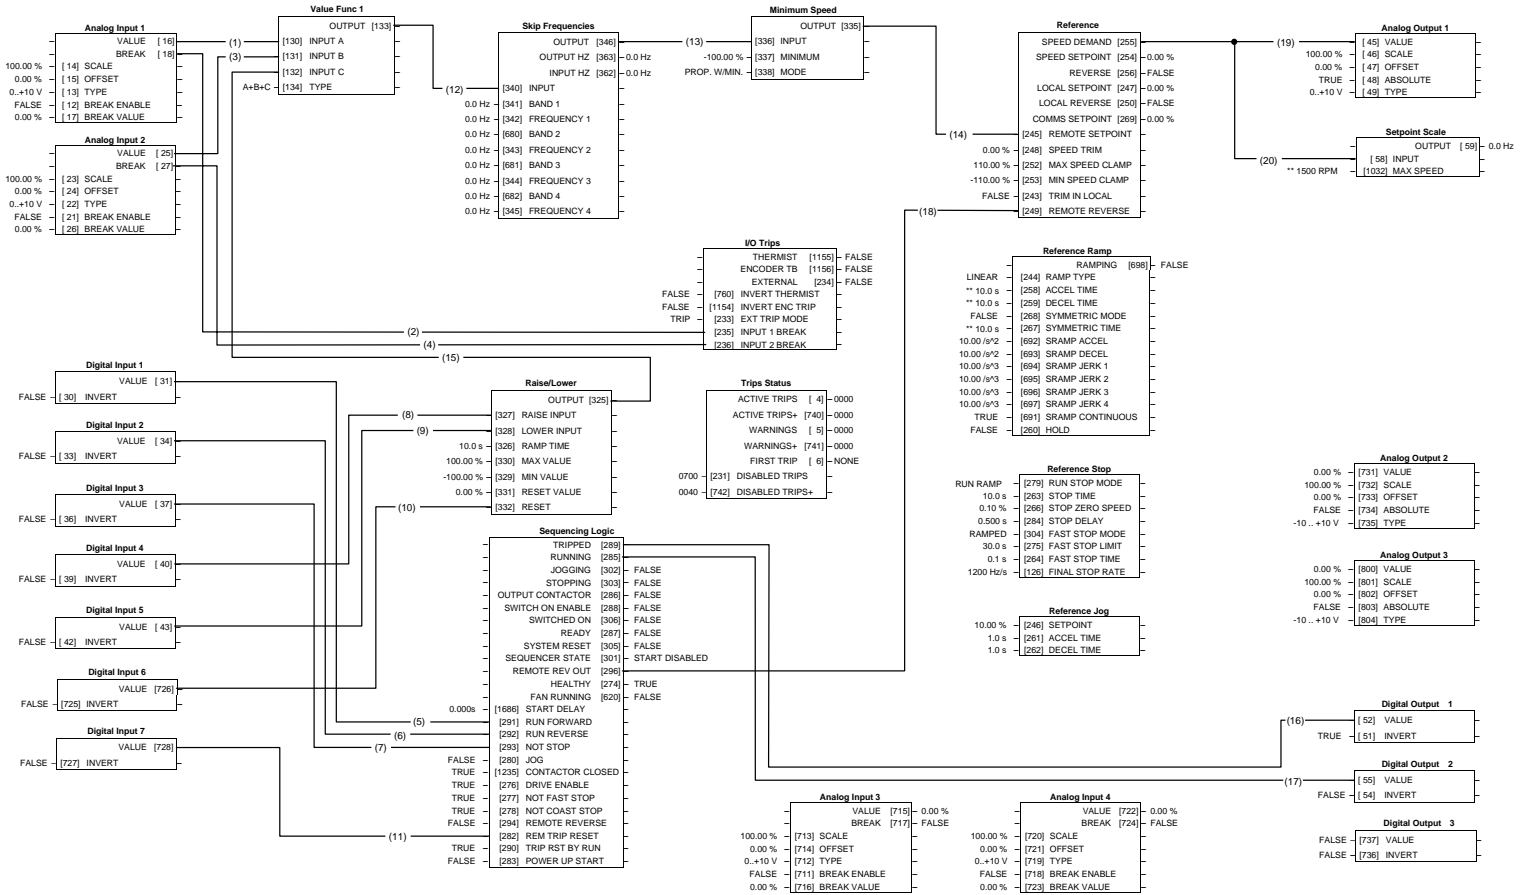 Analog Input 1
VALUE [ 16]
BREAK [ 18]
100.00 % [ 14] SCALE
0.00 % [ 15] OFFSET
0..+10 V [ 13] TYPE
FALSE [ 12] BREAK ENABLE
0.00 % [ 17] BREAK VALUE
Analog Input 2
VALUE [ 25]
BREAK [ 27]
100.00 % [ 23] SCALE
0.00 % [ 24] OFFSET
0..+10 V [ 22] TYPE
FALSE [ 21] BREAK ENABLE
0.00 % [ 26] BREAK VALUE
(1)
(3)
Value Func 1
OUTPUT [133]
[130] INPUT A
[131] INPUT B
[132] INPUT C
A+B+C [134] TYPE
(12)
Skip Frequencies
OUTPUT [346]
OUTPUT HZ [363] 0.0 Hz
INPUT HZ [362] 0.0 Hz
[340] INPUT
0.0 Hz [341] BAND 1
0.0 Hz [342] FREQUENCY 1
0.0 Hz [680] BAND 2
0.0 Hz [343] FREQUENCY 2
0.0 Hz [681] BAND 3
0.0 Hz [344] FREQUENCY 3
0.0 Hz [682] BAND 4
0.0 Hz [345] FREQUENCY 4
(13)
Minimum Speed
OUTPUT [335]
[336] INPUT
-100.00 % [337] MINIMUM
PROP. W/MIN. [338] MODE
(14)
(18)
Reference
SPEED DEMAND [255]
SPEED SETPOINT [254] 0.00 %
REVERSE [256] FALSE
LOCAL SETPOINT [247] 0.00 %
LOCAL REVERSE [250] FALSE
COMMS SETPOINT [269] 0.00 %
[245] REMOTE SETPOINT
0.00 % [248] SPEED TRIM
110.00 % [252] MAX SPEED CLAMP
-110.00 % [253] MIN SPEED CLAMP
FALSE [243] TRIM IN LOCAL
[249] REMOTE REVERSE
(19)
(20)
Analog Output 1
[ 45] VALUE
100.00 % [ 46] SCALE
0.00 % [ 47] OFFSET
TRUE [ 48] ABSOLUTE
0..+10 V [ 49] TYPE
Setpoint Scale
OUTPUT [ 59] 0.0 Hz
[ 58] INPUT
** 1500 RPM [1032] MAX SPEED
I/O Trips
THERMIST [1155] FALSE
ENCODER TB [1156] FALSE
EXTERNAL [234] FALSE
FALSE [760] INVERT THERMIST
FALSE [1154] INVERT ENC TRIP
TRIP [233] EXT TRIP MODE
[235] INPUT 1 BREAK
[236] INPUT 2 BREAK
(2)
(4)
(15)
Reference Ramp
RAMPING [698] FALSE
LINEAR [244] RAMP TYPE
** 10.0 s [258] ACCEL TIME
** 10.0 s [259] DECEL TIME
FALSE [268] SYMMETRIC MODE
** 10.0 s [267] SYMMETRIC TIME
10.00 /s^2 [692] SRAMP ACCEL
10.00 /s^2 [693] SRAMP DECEL
10.00 /s^3 [694] SRAMP JERK 1
10.00 /s^3 [695] SRAMP JERK 2
10.00 /s^3 [696] SRAMP JERK 3
10.00 /s^3 [697] SRAMP JERK 4
TRUE [691] SRAMP CONTINUOUS
FALSE [260] HOLD
Digital Input 1
VALUE [ 31]
FALSE [ 30] INVERT
Digital Input 2
VALUE [ 34]
FALSE [ 33] INVERT
Digital Input 3
VALUE [ 37]
FALSE [ 36] INVERT
Digital Input 4
VALUE [ 40]
FALSE [ 39] INVERT
Digital Input 5
VALUE [ 43]
FALSE [ 42] INVERT
Digital Input 6
VALUE [726]
FALSE [725] INVERT
Digital Input 7
VALUE [728]
FALSE [727] INVERT
(8)
(9)
(10)
Raise/Lower
OUTPUT [325]
[327] RAISE INPUT
[328] LOWER INPUT
10.0 s [326] RAMP TIME
100.00 % [330] MAX VALUE
-100.00 % [329] MIN VALUE
0.00 % [331] RESET VALUE
[332] RESET
Trips Status
ACTIVE TRIPS [ 4] 0000
ACTIVE TRIPS+ [740] 0000
WARNINGS [ 5] 0000
WARNINGS+ [741] 0000
FIRST TRIP [ 6] NONE
0700 [231] DISABLED TRIPS
0040 [742] DISABLED TRIPS+
Reference Stop
RUN RAMP [279] RUN STOP MODE
10.0 s [263] STOP TIME
0.10 % [266] STOP ZERO SPEED
0.500 s [284] STOP DELAY
RAMPED [304] FAST STOP MODE
30.0 s [275] FAST STOP LIMIT
0.1 s [264] FAST STOP TIME
1200 Hz/s [126] FINAL STOP RATE
Reference Jog
10.00 % [246] SETPOINT
1.0 s [261] ACCEL TIME
1.0 s [262] DECEL TIME
Analog Output 2
0.00 % [731] VALUE
100.00 % [732] SCALE
0.00 % [733] OFFSET
FALSE [734] ABSOLUTE
-10 .. +10 V [735] TYPE
Analog Output 3
0.00 % [800] VALUE
100.00 % [801] SCALE
0.00 % [802] OFFSET
FALSE [803] ABSOLUTE
-10 .. +10 V [804] TYPE
Sequencing Logic
TRIPPED [289]
RUNNING [285]
JOGGING [302] FALSE
STOPPING [303] FALSE
OUTPUT CONTACTOR [286] FALSE
SWITCH ON ENABLE [288] FALSE
SWITCHED ON [306] FALSE
READY [287] FALSE
SYSTEM RESET [305] FALSE
SEQUENCER STATE [301] START DISABLED
REMOTE REV OUT [296]
HEALTHY [274] TRUE
FAN RUNNING [620] FALSE
0.000s [1686] START DELAY
[291] RUN FORWARD
[292] RUN REVERSE
[293] NOT STOP
FALSE [280] JOG
TRUE [1235] CONTACTOR CLOSED
TRUE [276] DRIVE ENABLE
TRUE [277] NOT FAST STOP
TRUE [278] NOT COAST STOP
FALSE [294] REMOTE REVERSE
[282] REM TRIP RESET
TRUE [290] TRIP RST BY RUN
FALSE [283] POWER UP START
(5)
(6)
(7)
(11)
Analog Input 3
VALUE [715] 0.00 %
BREAK [717] FALSE
100.00 % [713] SCALE
0.00 % [714] OFFSET
0..+10 V [712] TYPE
FALSE [711] BREAK ENABLE
0.00 % [716] BREAK VALUE
Analog Input 4
VALUE [722] 0.00 %
BREAK [724] FALSE
100.00 % [720] SCALE
0.00 % [721] OFFSET
0..+10 V [719] TYPE
FALSE [718] BREAK ENABLE
0.00 % [723] BREAK VALUE
(16)
(17)
Digital Output 1
[ 52] VALUE
TRUE [ 51] INVERT
Digital Output 2
[ 55] VALUE
FALSE [ 54] INVERT
Digital Output 3
FALSE [737] VALUE
FALSE [736] INVERT